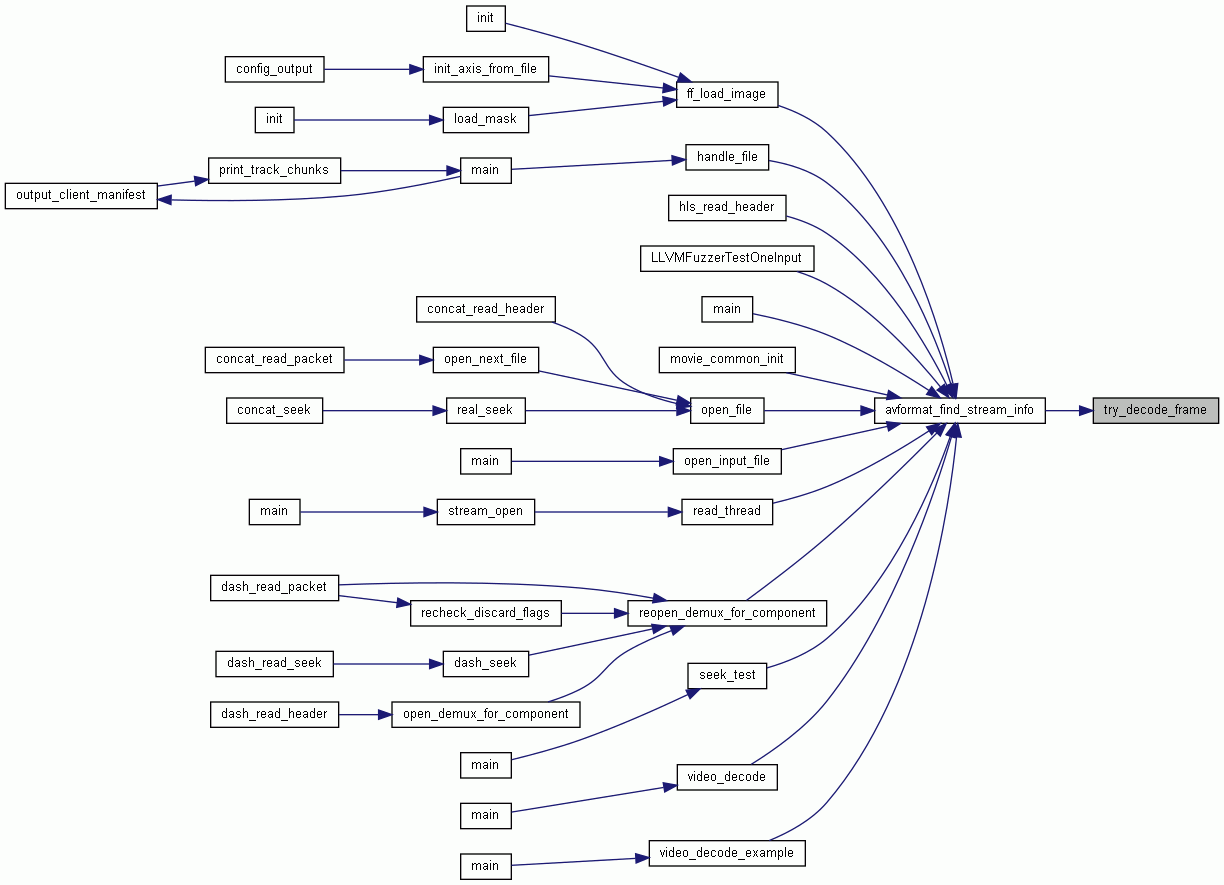 init
config_output
init_axis_from_file
ff_load_image
init
load_mask
handle_file
print_track_chunks
main
output_client_manifest
hls_read_header
LLVMFuzzerTestOneInput
concat_read_header
main
concat_read_packet
open_next_file
movie_common_init
concat_seek
real_seek
open_file
avformat_find_stream_info
try_decode_frame
main
open_input_file
main
stream_open
read_thread
dash_read_packet
recheck_discard_flags
reopen_demux_for_component
dash_read_seek
dash_seek
seek_test
dash_read_header
open_demux_for_component
main
video_decode
main
video_decode_example
main